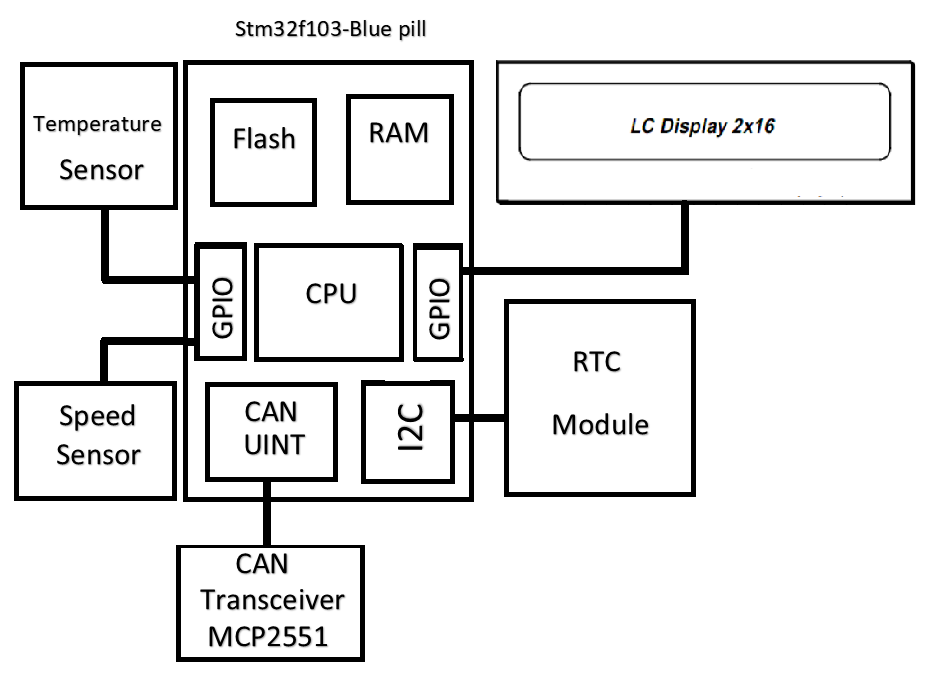 Stm32f103-Blue pill
Temperature
Sensor
Flash
RAM
LC Display 2x16
GPIO
CPU
GPIO
RTC
Module
Speed
Sensor
CAN
UINT
I2C
CAN
Transceiver
MCP2551